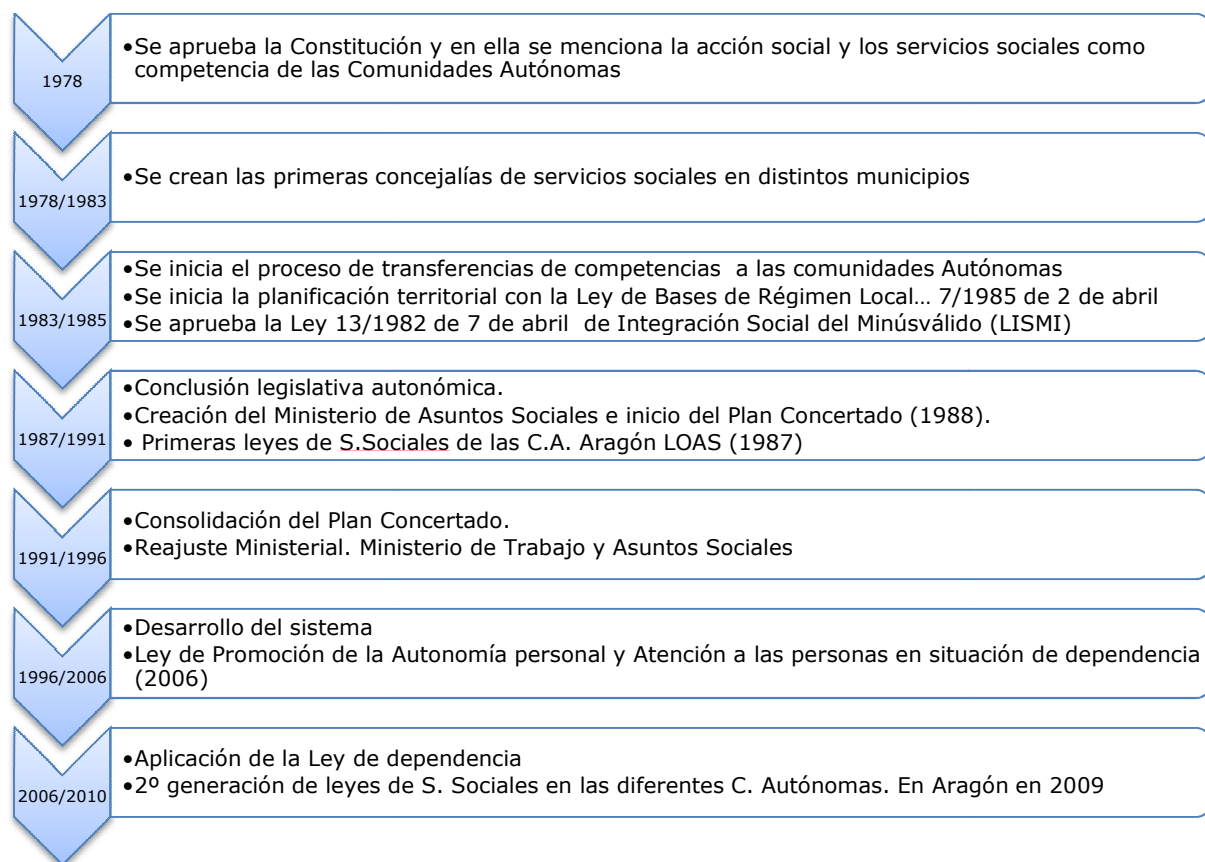 1978
•Se aprueba la Constitución y en ella se menciona la acción social y los servicios sociales como
competencia de las Comunidades Autónomas
1978/1983
•Se crean las primeras concejalías de servicios sociales en distintos municipios
1983/1985
•Se inicia el proceso de transferencias de competencias a las comunidades Autónomas
•Se inicia la planificación territorial con la Ley de Bases de Régimen Local... 7/1985 de 2 de abril
•Se aprueba la Ley 13/1982 de 7 de abril de Integración Social del Minúsválido (LISMI)
1987/1991
•Conclusión legislativa autonómica.
•Creación del Ministerio de Asuntos Sociales e inicio del Plan Concertado (1988).
• Primeras leyes de S.Sociales de las C.A. Aragón LOAS (1987)
1991/1996
•Consolidación del Plan Concertado.
•Reajuste Ministerial. Ministerio de Trabajo y Asuntos Sociales
1996/2006
•Desarrollo del sistema
•Ley de Promoción de la Autonomía personal y Atención a las personas en situación de dependencia
(2006)
2006/2010
•Aplicación de la Ley de dependencia
•2º generación de leyes de S. Sociales en las diferentes C. Autónomas. En Aragón en 2009